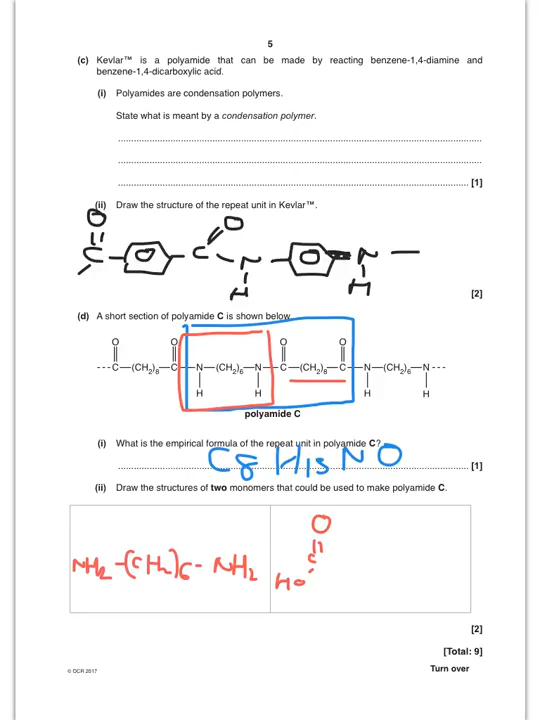 5
(c) Kevlar™ is a polyamide that can be made by reacting benzene-1,4-diamine and
benzene-1,4-dicarboxylic acid.
(i) Polyamides are condensation polymers.
State what is meant by a condensation polymer.
[1]
(ii) Draw the structure of the repeat unit in Kevlar™.
O O
C C N N
H H
[2]
(d) A short section of polyamide C is shown below.
O O O O
C (CH2)8 C N (CH2)6 N C (CH2)8 C N (CH2)6 N
H H H H
polyamide C
(i) What is the empirical formula of the repeat unit in polyamide C?
C8 H15 N O
[1]
(ii) Draw the structures of two monomers that could be used to make polyamide C.
O
NH2 -(CH2)6 - NH2 C
HO
[2]
[Total: 9]
© OCR 2017 Turn over